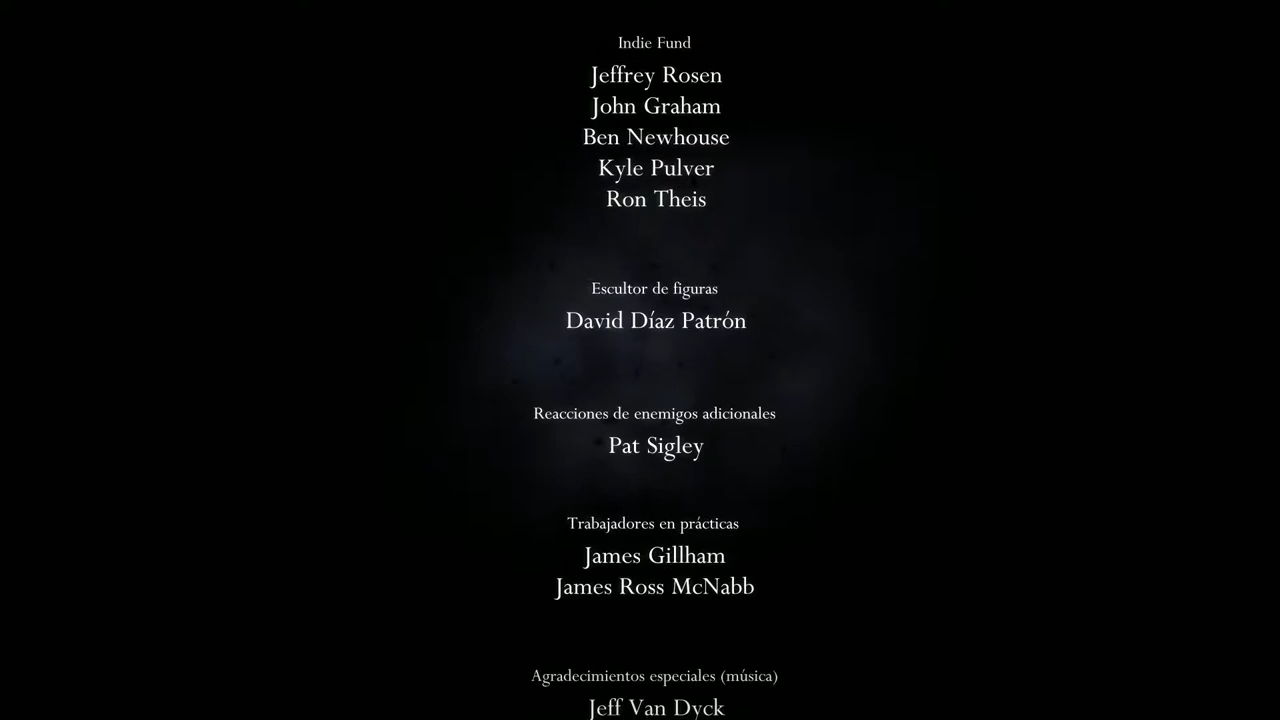 Indie Fund
Jeffrey Rosen
John Graham
Ben Newhouse
Kyle Pulver
Ron Theis
Escultor de figuras
David Díaz Patrón
Reacciones de enemigos adicionales
Pat Sigley
Trabajadores en prácticas
James Gillham
James Ross McNabb
Agradecimientos especiales (música)
Jeff Van Dyck